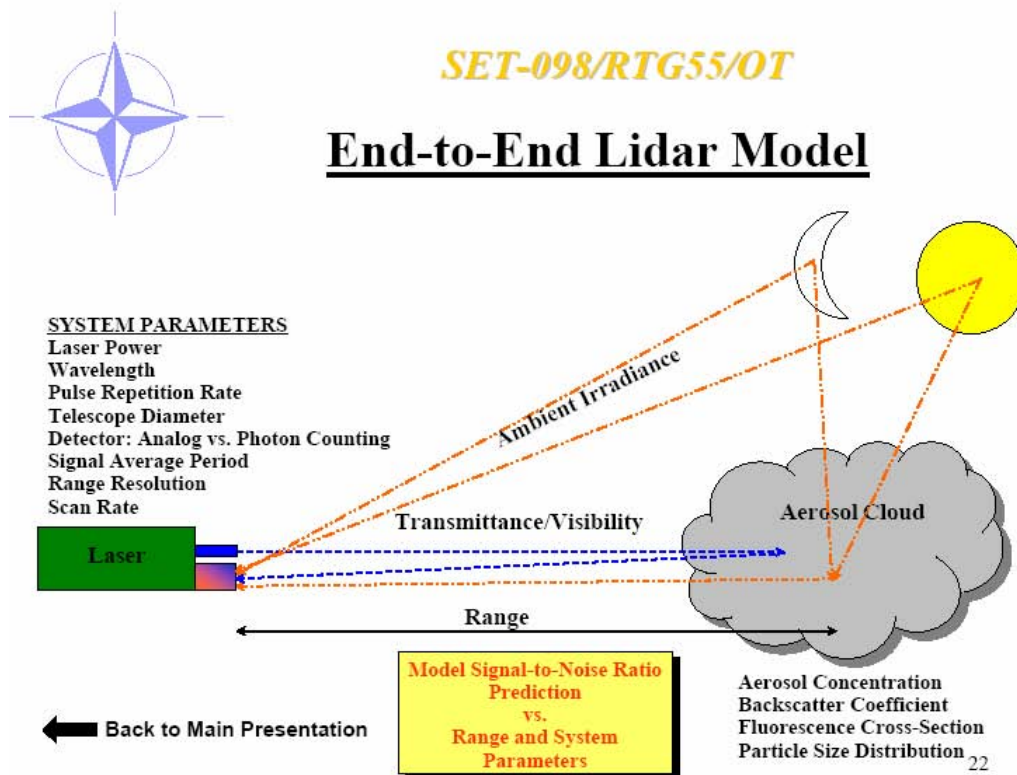 SET-098/RTG55/OT
End-to-End Lidar Model
SYSTEM PARAMETERS
Laser Power
Wavelength
Pulse Repetition Rate
Telescope Diameter
Detector: Analog vs. Photon Counting
Signal Average Period
Range Resolution
Scan Rate
Ambient Irradiance
Transmittance/Visibility
Aerosol Cloud
Laser
Range
Model Signal-to-Noise Ratio
Prediction
vs.
Range and System
Parameters
Aerosol Concentration
Backscatter Coefficient
Fluorescence Cross-Section
Particle Size Distribution
Back to Main Presentation
22